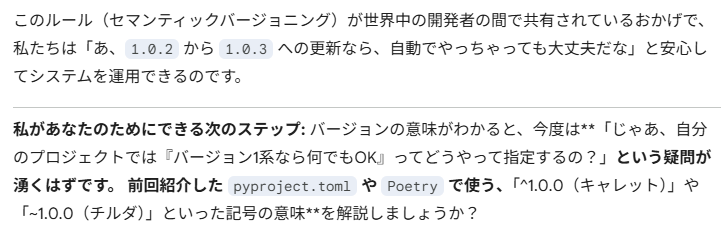 このルール（セマンティックバージョニング）が世界中の開発者の間で共有されているおかげで、
私たちは「あ、 1.0.2 から 1.0.3 への更新なら、自動でやっちゃっても大丈夫だな」と安心し
てシステムを運用できるのです。
私があなたのためにできる次のステップ: バージョンの意味がわかると、今度は**「じゃあ、自分
のプロジェクトでは『バージョン1系なら何でもOK』ってどうやって指定するの？」という疑問が
湧くはずです。 前回紹介した pyproject.toml や Poetry で使う、「^1.0.0（キャレット）」や
「~1.0.0（チルダ）」といった記号の意味**を解説しましょうか？